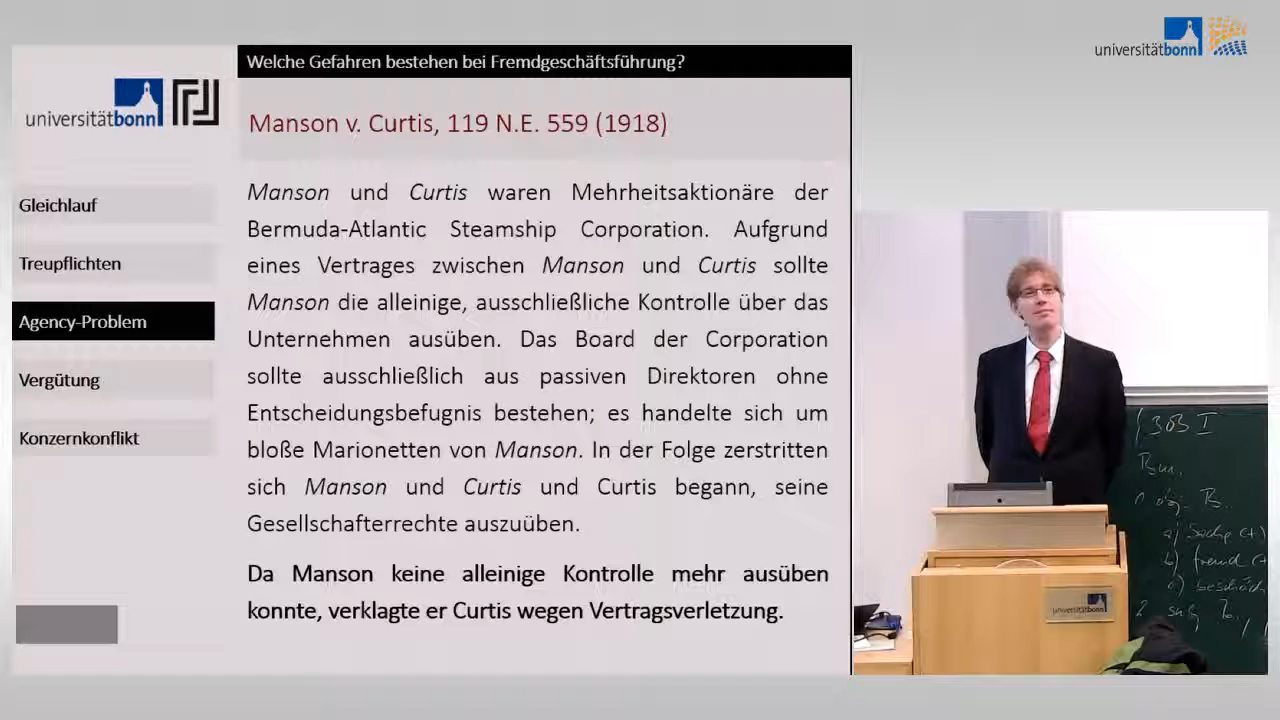 universitätbonn
Welche Gefahren bestehen bei Fremdgeschäftsführung?
universitätbonn
Manson v. Curtis, 119 N.E. 559 (1918)
Gleichlauf
Treupflichten
Agency-Problem
Vergütung
Konzernkonflikt
Manson und Curtis waren Mehrheitsaktionäre der
Bermuda-Atlantic Steamship Corporation. Aufgrund
eines Vertrages zwischen Manson und Curtis sollte
Manson die alleinige, ausschließliche Kontrolle über das
Unternehmen ausüben. Das Board der Corporation
sollte ausschließlich aus passiven Direktoren ohne
Entscheidungsbefugnis bestehen; es handelte sich um
bloße Marionetten von Manson. In der Folge zerstritten
sich Manson und Curtis und Curtis begann, seine
Gesellschafterrechte auszuüben.
Da Manson keine alleinige Kontrolle mehr ausüben
konnte, verklagte er Curtis wegen Vertragsverletzung.
303 I
a) Sache (+)
b) fremd
c) beschäd
universitätbonn